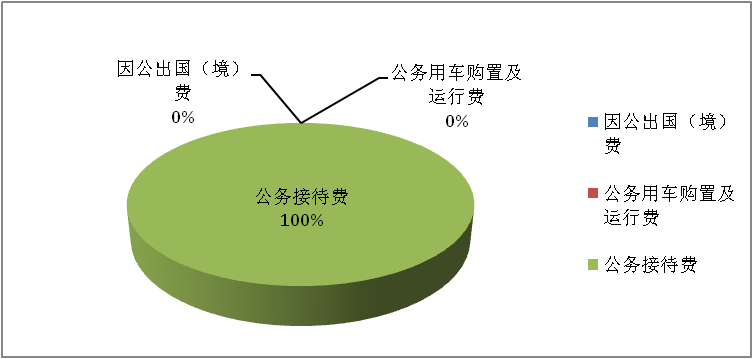 因公出国（境）
费
0%
公务用车购置及
运行费
0%
公务接待费
100%
因公出国（境）
费
公务用车购置及
运行费
公务接待费